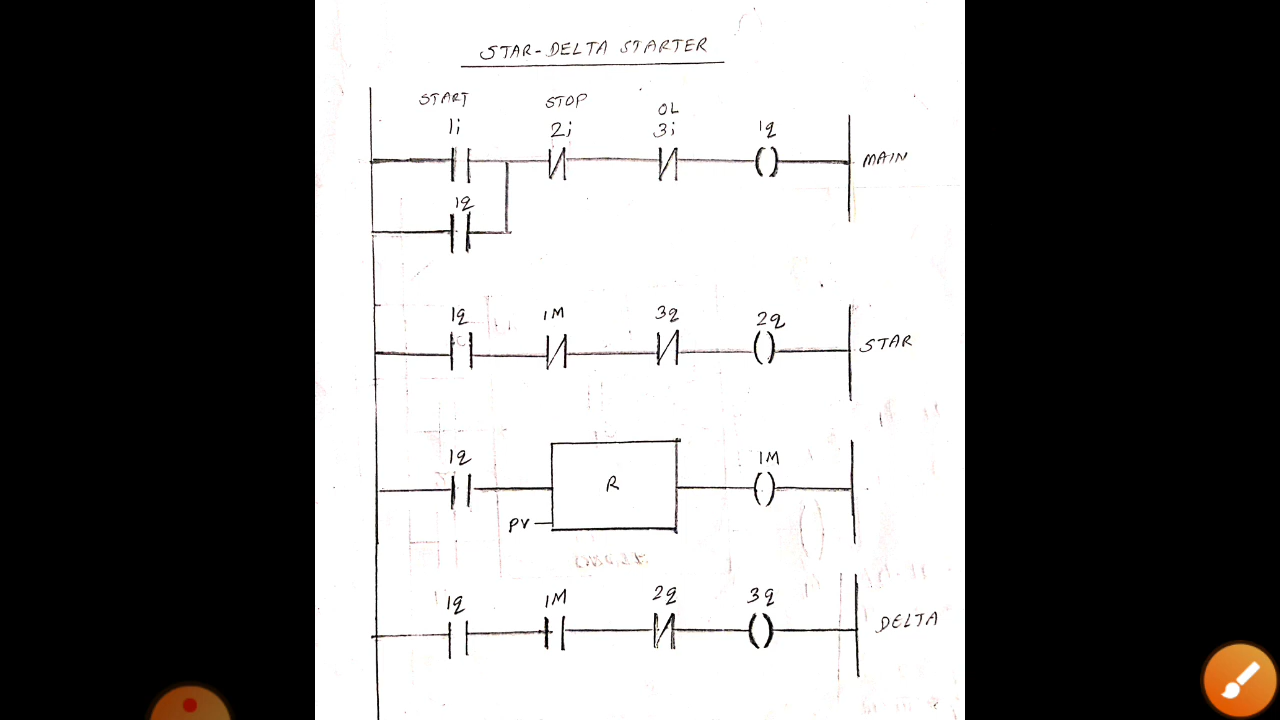 STAR-DELTA STARTER
START STOP OL
1i 2i 3i 1q
MAIN
1q
1q 1M 3q 2q
STAR
1q 1M
R
PV
1q 1M 2q 3q
DELTA